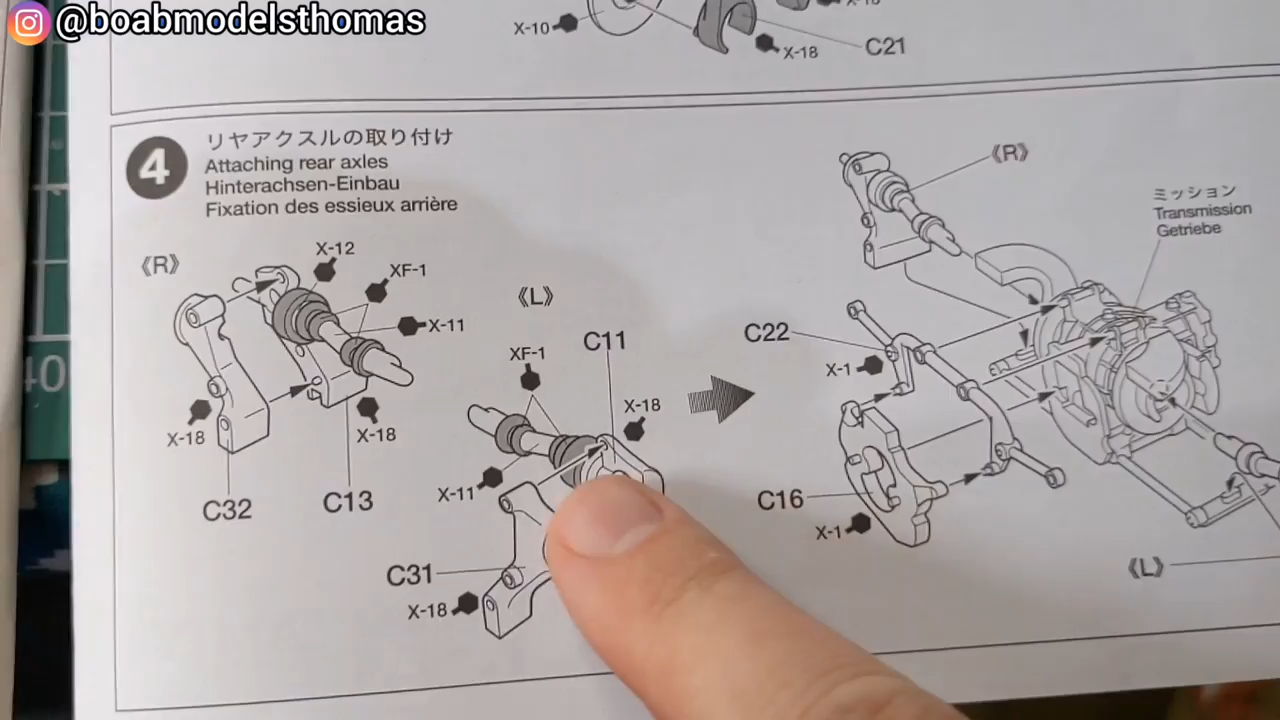 @boabmodelsthomas
X-10
X-18
C21
4
リヤアクスルの取り付け
Attaching rear axles
Hinterachsen-Einbau
Fixation des essieux arrière
《R》
X-12
XF-1
X-11
X-18
X-18
C32
C13
《L》
XF-1
C11
X-18
X-11
C31
X-18
《R》
ミッション
Transmission
Getriebe
C22
X-1
C16
X-1
《L》
40